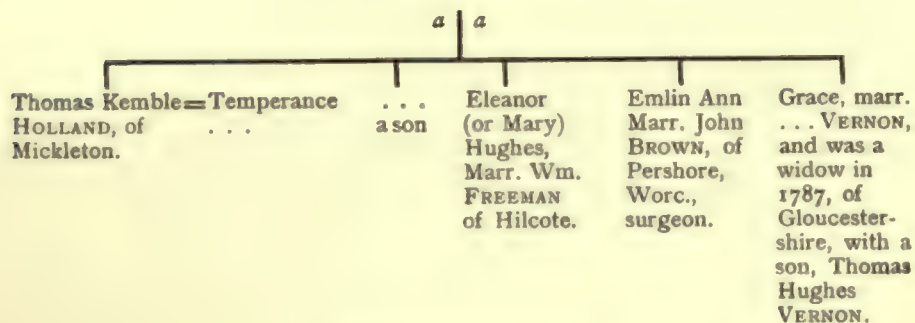 a a
Thomas Kemble=Temperance
HOLLAND, of . . .
Mickleton.
. . .
a son
Eleanor
(or Mary)
Hughes,
Marr. Wm.
FREEMAN
of Hilcote.
Emlin Ann
Marr. John
BROWN, of
Pershore,
Worc.,
surgeon.
Grace, marr.
. . . VERNON,
and was a
widow in
1787, of
Gloucester-
shire, with a
son, Thomas
Hughes
VERNON.